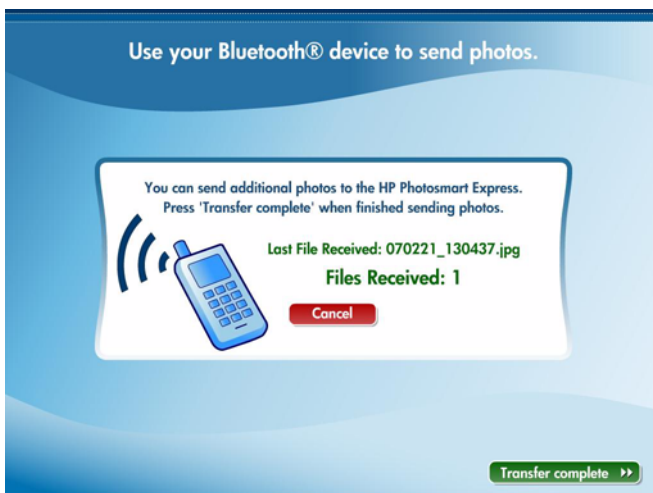 Use your Bluetooth® device to send photos.
You can send additional photos to the HP Photosmart Express.
Press 'Transfer complete' when finished sending photos.
Last File Received: 070221_130437.jpg
Files Received: 1
Cancel
Transfer complete